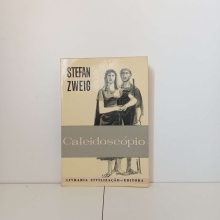 STEFAN
ZWEIG
Caleidoscópio
LIVRARIA CIVILIZAÇÃO—EDITORA